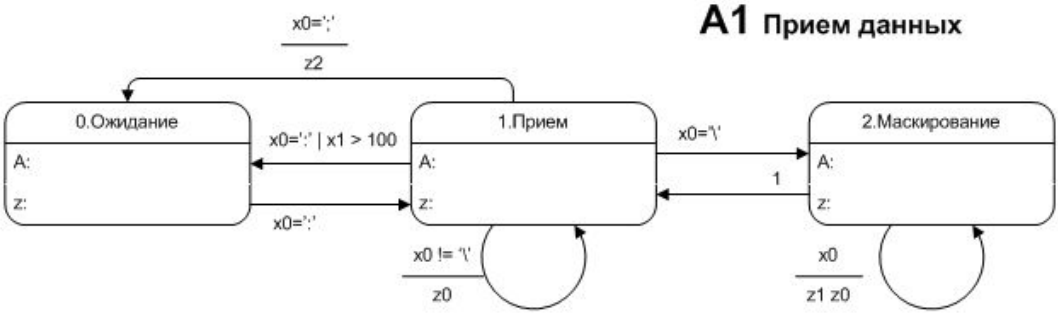 A1 Прием данных
x0=';'
z2
0.Ожидание
A:
z:
x0=':' | x1 > 100
x0=':'
1.Прием
A:
z:
x0 != '\'
z0
x0='\'
1
2.Маскирование
A:
z:
x0
z1 z0